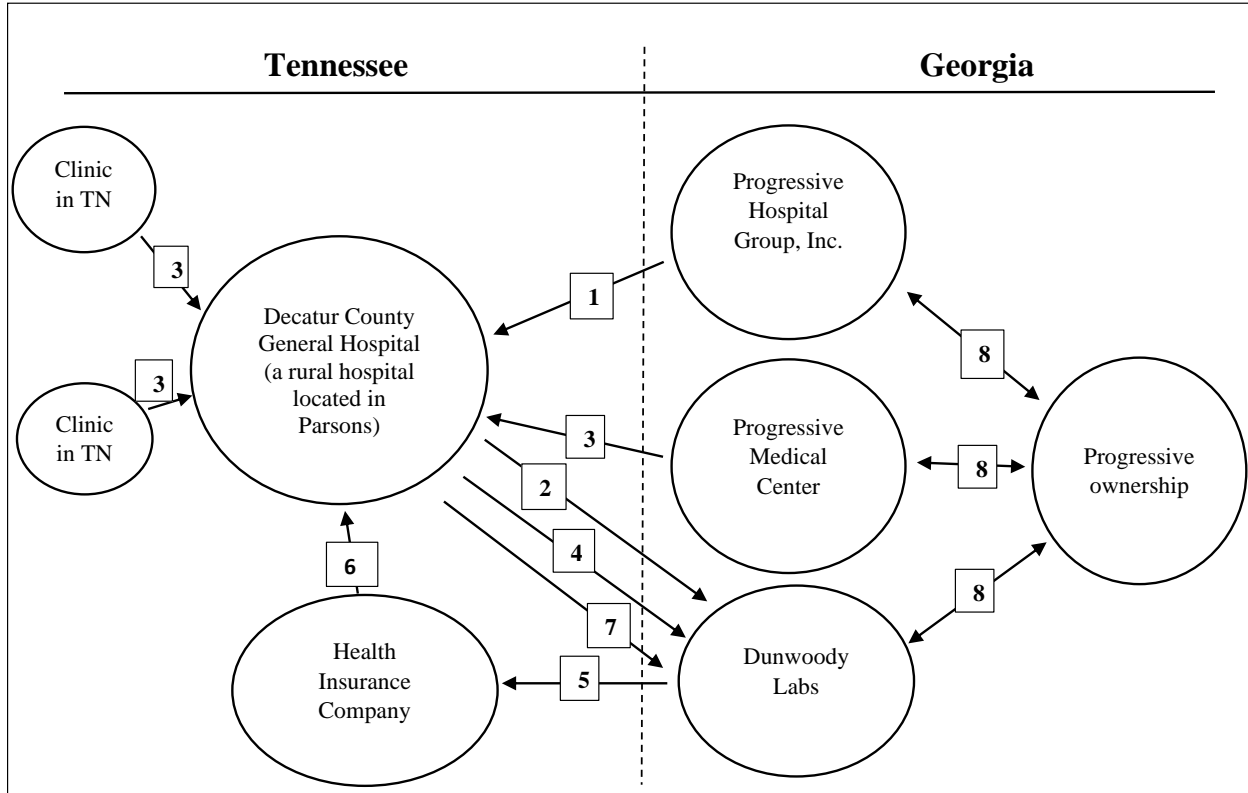 Tennessee
Georgia
Clinic
in TN
3
Decatur County
General Hospital
(a rural hospital
located in
Parsons)
3
Clinic
in TN
1
Progressive
Hospital
Group, Inc.
8
3
Progressive
Medical
Center
8
Progressive
ownership
2
4
7
6
Health
Insurance
Company
5
Dunwoody
Labs
8